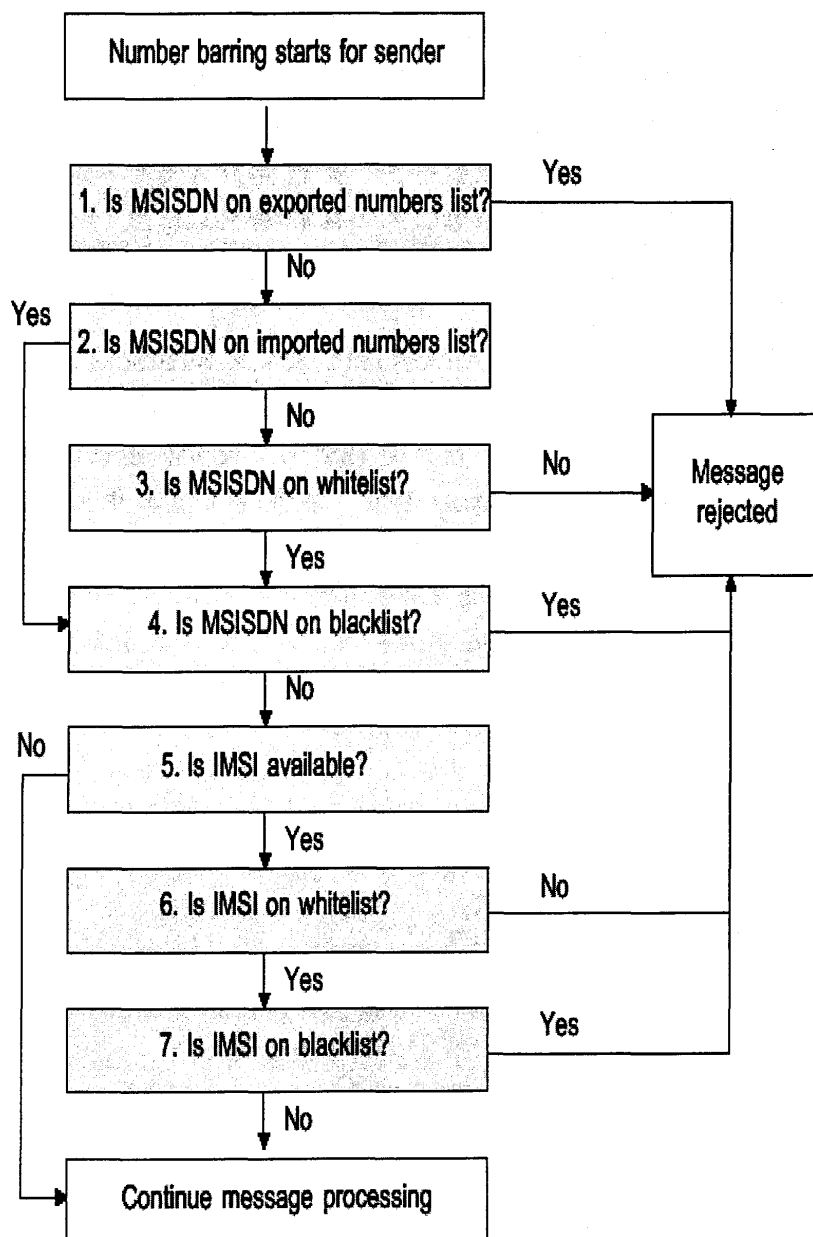 Number barring starts for sender
Yes
1. Is MSISDN on exported numbers list?
No
Yes
2. Is MSISDN on imported numbers list?
No
3. Is MSISDN on whitelist?
No
Message
rejected
Yes
4. Is MSISDN on blacklist?
Yes
No
No
5. Is IMSI available?
Yes
6. Is IMSI on whitelist?
No
Yes
7. Is IMSI on blacklist?
Yes
No
Continue message processing